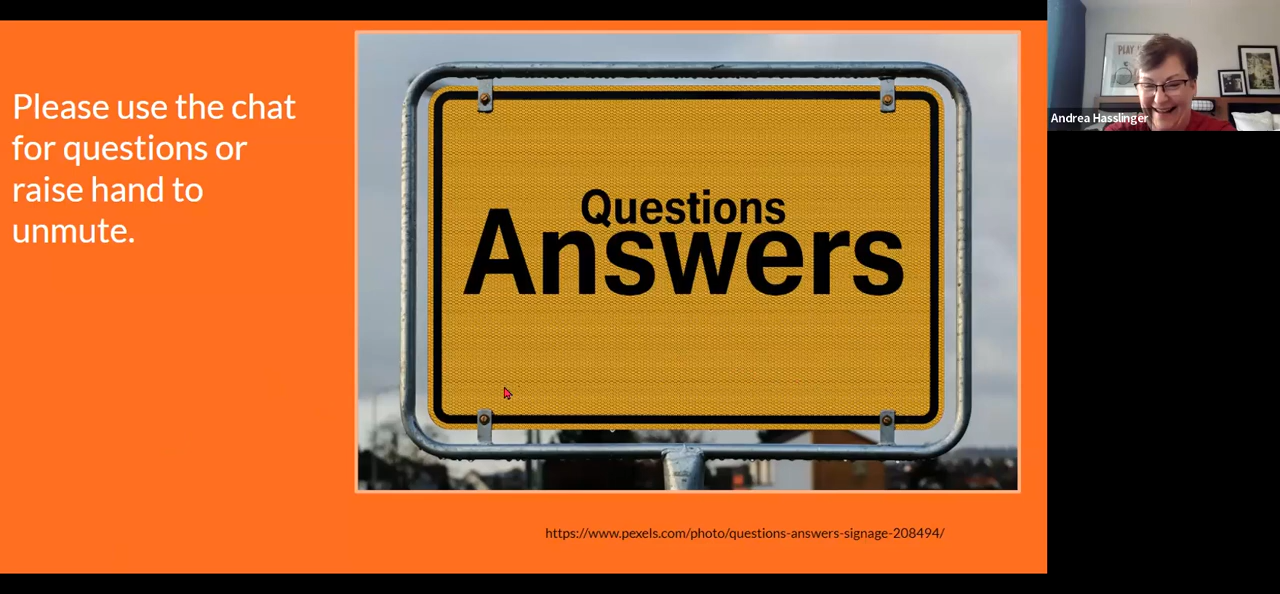 Please use the chat
for questions or
raise hand to
unmute.
Questions
Answers
https://www.pexels.com/photo/questions-answers-signage-208494/
PLAY
Andrea Hasslinger